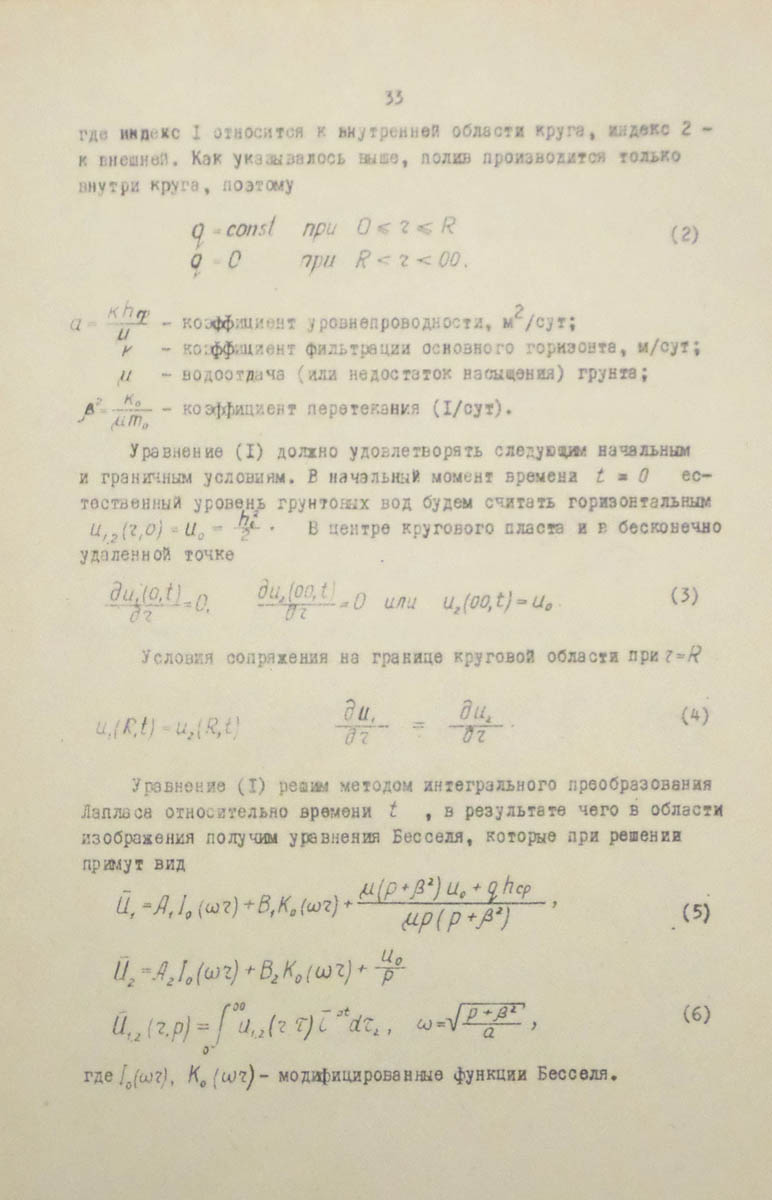 33
где индекс I относится к внутренней области круга, индекс 2 -
к внешней. Как указывалось выше, полив производится только
внутри круга, поэтому
q = const при 0 ⩽ r ⩽ R (2)
q = 0 при R < r < ∞.
a = кhср/μ - коэффициент уровнепроводности, м²/сут;
к - коэффициент фильтрации основного горизонта, м/сут;
μ - водоотдача (или недостаток насыщения) грунта;
β² = к₀/μm₀ - коэффициент перетекания (I/сут).
Уравнение (I) должно удовлетворять следующим начальным
и граничным условиям. В начальный момент времени t = 0 ес-
тественный уровень грунтовых вод будем считать горизонтальным
u₁,₂(r,0) = u₀ = h²/2. В центре кругового пласта и в бесконечно
удаленной точке
∂u₁(0,t)/∂r = 0, ∂u₂(∞,t)/∂r = 0 или u₂(∞,t) = u₀. (3)
Условия сопряжения на границе круговой области при r=R
u₁(R,t) = u₂(R,t) ∂u₁/∂r = ∂u₂/∂r. (4)
Уравнение (I) решим методом интегрального преобразования
Лапласа относительно времени t , в результате чего в области
изображения получим уравнения Бесселя, которые при решении
примут вид
ū₁ = A₁I₀(ωr) + B₁K₀(ωr) + μ(p+β²)u₀ + qhср / μp(p+β²) , (5)
ū₂ = A₂I₀(ωr) + B₂K₀(ωr) + u₀/p
ū₁,₂(r,p) = ∫₀^∞ u₁,₂(r τ) dτ, ω = √((p+β²)/a) , (6)
где I₀(ωr), K₀(ωr) - модифицированные функции Бесселя.